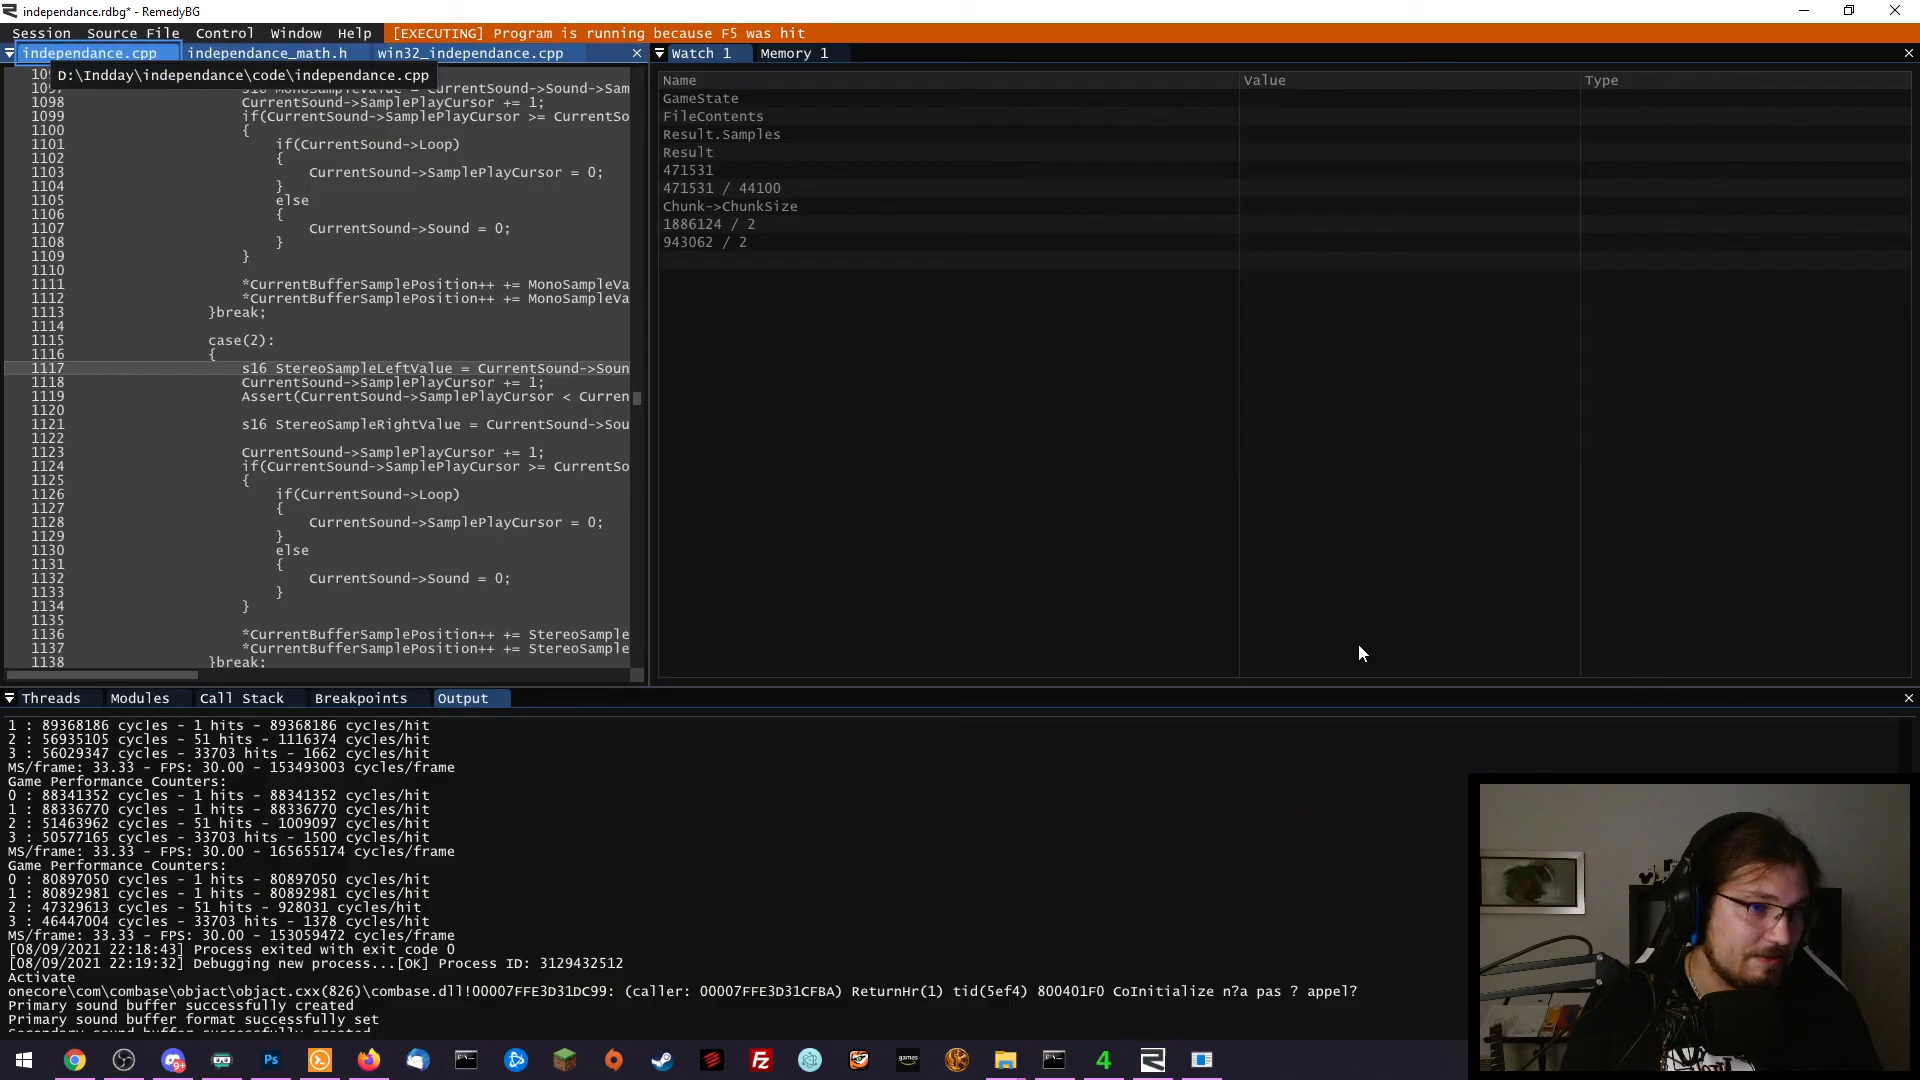 independance.rdbg* - RemedyBG
Session Source File Control Window Help [EXECUTING] Program is running because F5 was hit
independance.cpp independance_math.h win32_independance.cpp
Watch 1 Memory 1
D:\Indday\independance\code\independance.cpp
1098 CurrentSound->SamplePlayCursor += 1;
1099 if(CurrentSound->SamplePlayCursor >= CurrentSo
1100 {
1101 if(CurrentSound->Loop)
1102 {
1103 CurrentSound->SamplePlayCursor = 0;
1104 }
1105 else
1106 {
1107 CurrentSound->Sound = 0;
1108 }
1109 }
1110
1111 *CurrentBufferSamplePosition++ += MonoSampleVa
1112 *CurrentBufferSamplePosition++ += MonoSampleVa
1113 }break;
1114
1115 case(2):
1116 {
1117 s16 StereoSampleLeftValue = CurrentSound->Soun
1118 CurrentSound->SamplePlayCursor += 1;
1119 Assert(CurrentSound->SamplePlayCursor < Curren
1120
1121 s16 StereoSampleRightValue = CurrentSound->Sou
1122
1123 CurrentSound->SamplePlayCursor += 1;
1124 if(CurrentSound->SamplePlayCursor >= CurrentSo
1125 {
1126 if(CurrentSound->Loop)
1127 {
1128 CurrentSound->SamplePlayCursor = 0;
1129 }
1130 else
1131 {
1132 CurrentSound->Sound = 0;
1133 }
1134 }
1135
1136 *CurrentBufferSamplePosition++ += StereoSample
1137 *CurrentBufferSamplePosition++ += StereoSample
1138 }break;
Name Value Type
GameState
FileContents
Result.Samples
Result
471531
471531 / 44100
Chunk->ChunkSize
1886124 / 2
943062 / 2
Threads Modules Call Stack Breakpoints Output
1 : 89368186 cycles - 1 hits - 89368186 cycles/hit
2 : 56935105 cycles - 51 hits - 1116374 cycles/hit
3 : 56029347 cycles - 33703 hits - 1662 cycles/hit
MS/frame: 33.33 - FPS: 30.00 - 153493003 cycles/frame
Game Performance Counters:
0 : 88341352 cycles - 1 hits - 88341352 cycles/hit
1 : 88336770 cycles - 1 hits - 88336770 cycles/hit
2 : 51463962 cycles - 51 hits - 1009097 cycles/hit
3 : 50577165 cycles - 33703 hits - 1500 cycles/hit
MS/frame: 33.33 - FPS: 30.00 - 165655174 cycles/frame
Game Performance Counters:
0 : 80897050 cycles - 1 hits - 80897050 cycles/hit
1 : 80892981 cycles - 1 hits - 80892981 cycles/hit
2 : 47329613 cycles - 51 hits - 928031 cycles/hit
3 : 46447004 cycles - 33703 hits - 1378 cycles/hit
MS/frame: 33.33 - FPS: 30.00 - 153059472 cycles/frame
[08/09/2021 22:18:43] Process exited with exit code 0
[08/09/2021 22:19:32] Debugging new process...[OK] Process ID: 3129432512
Activate
onecore\com\combase\objact\objact.cxx(826)\combase.dll!00007FFE3D31DC99: (caller: 00007FFE3D31CFBA) ReturnHr(1) tid(5ef4) 800401F0 CoInitialize n?a pas ? appel?
Primary sound buffer successfully created
Primary sound buffer format successfully set